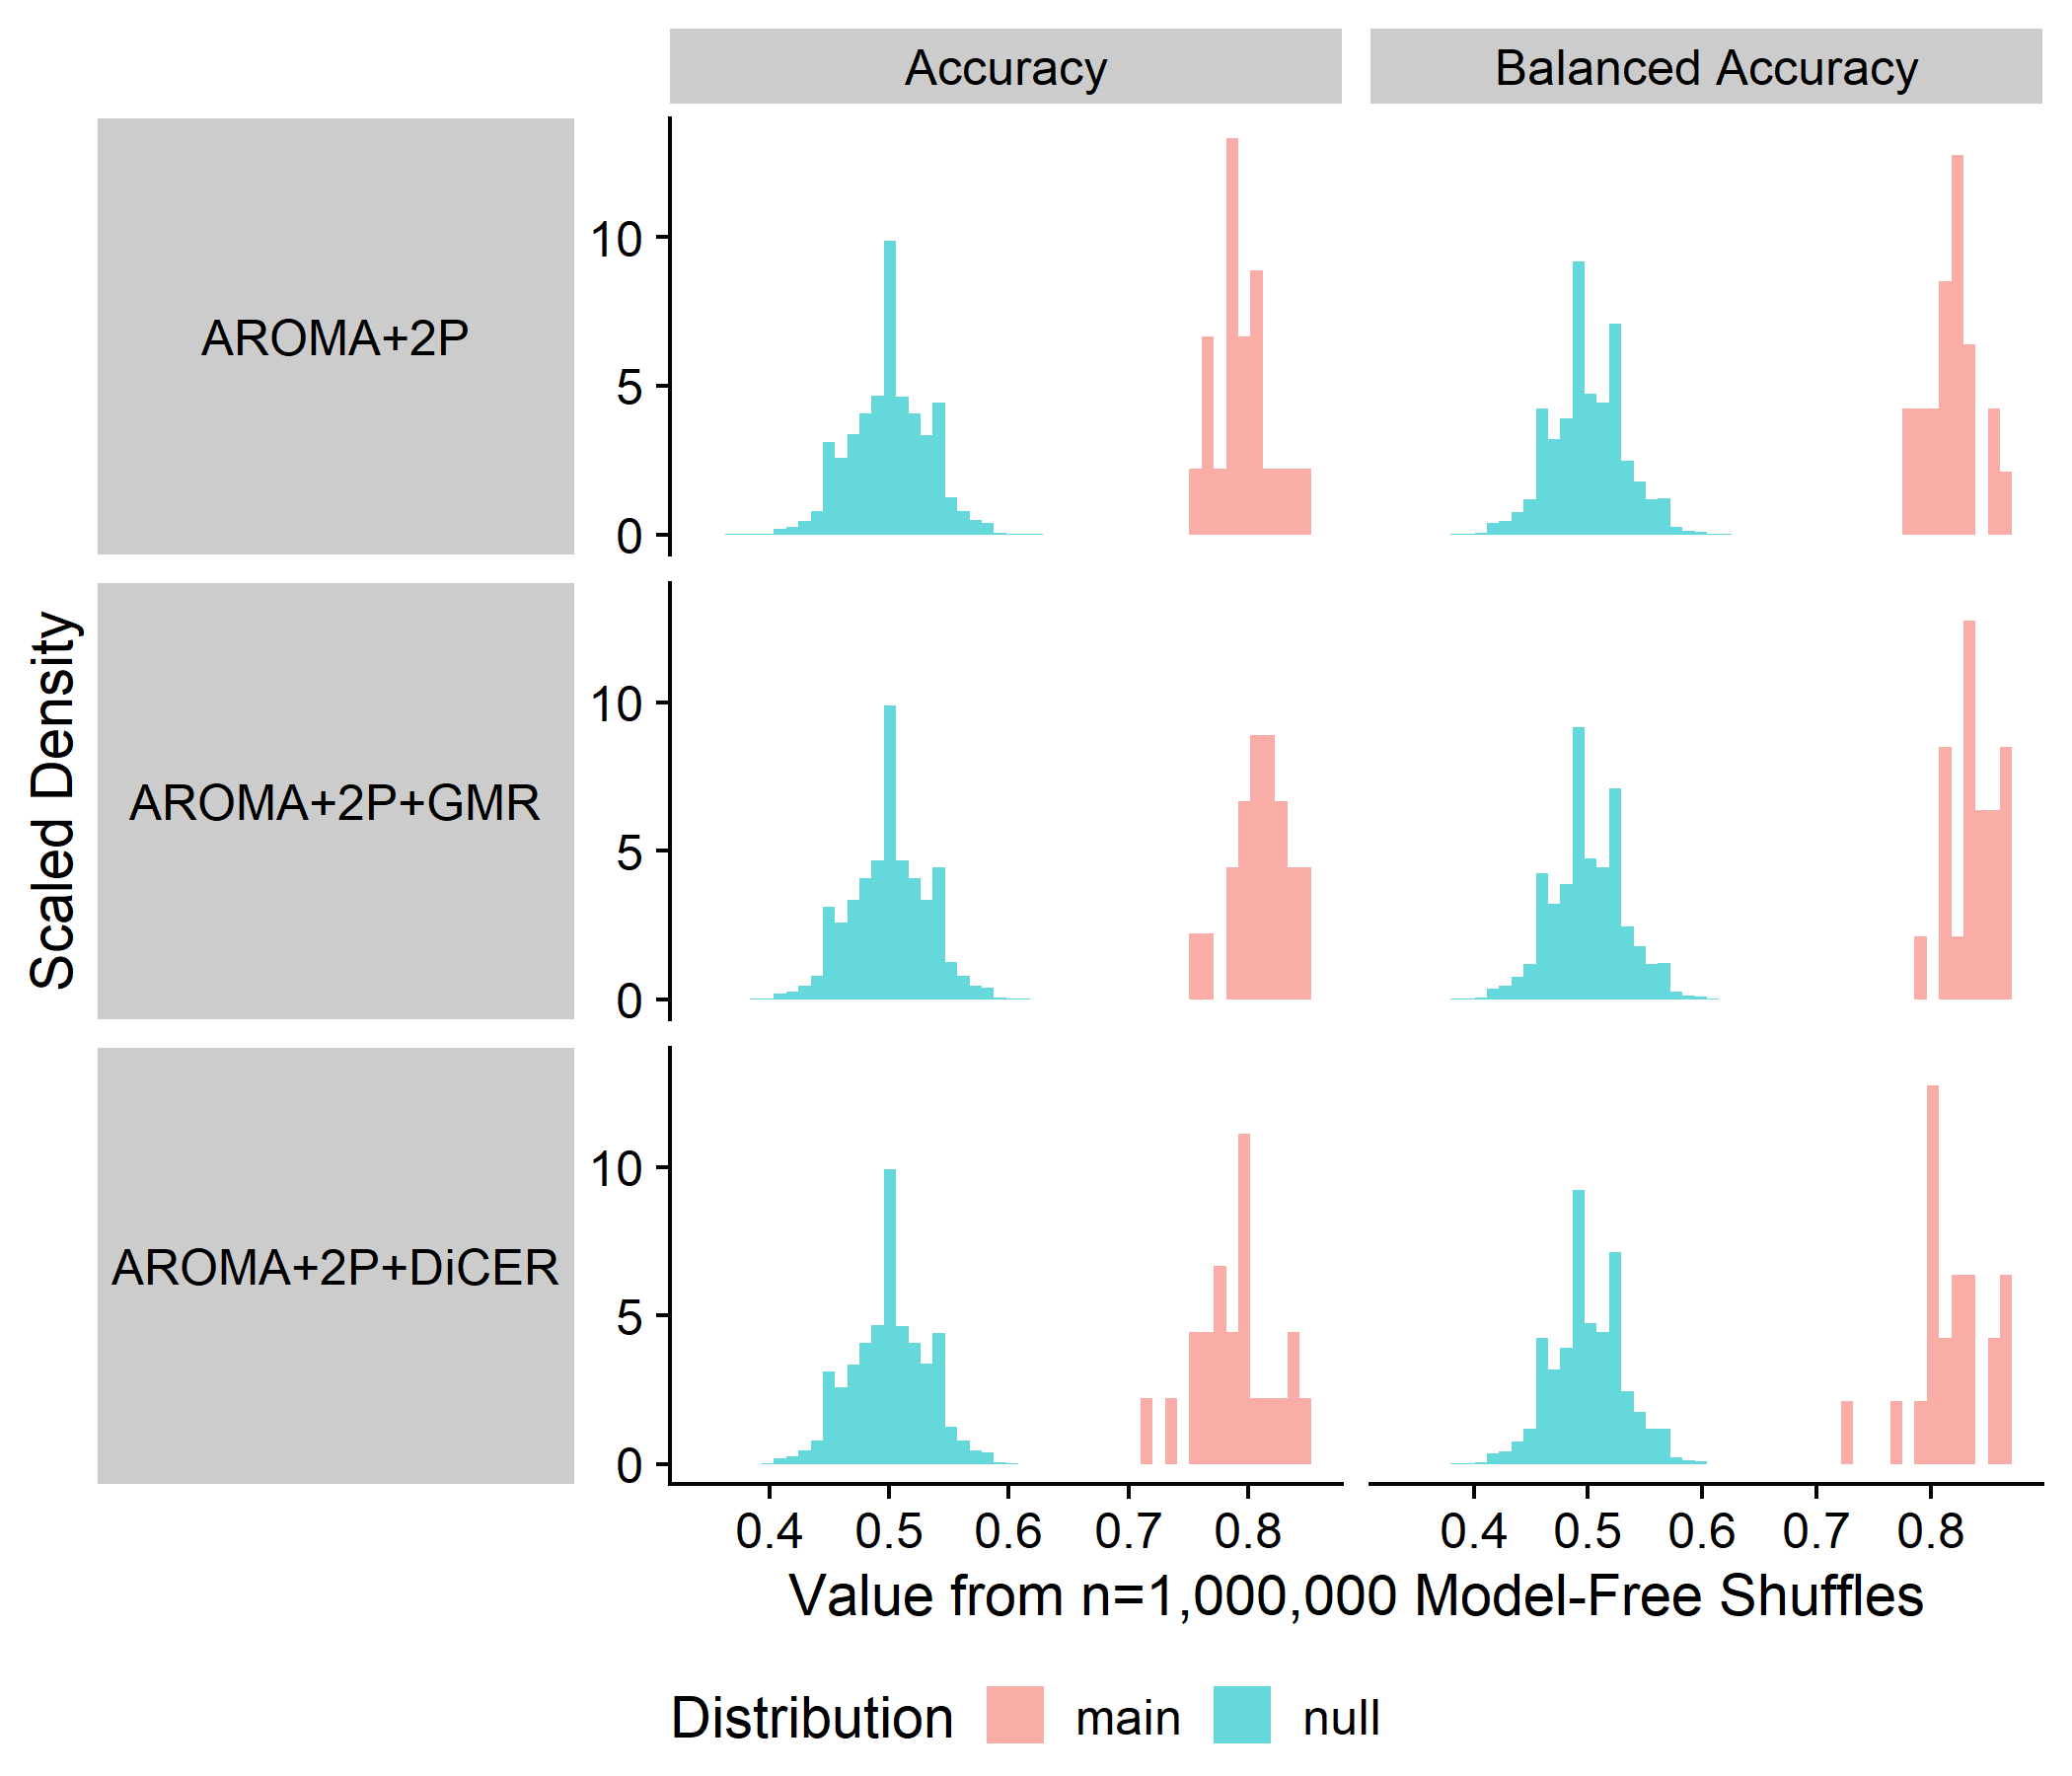 Accuracy
Balanced Accuracy
Scaled Density
AROMA+2P
10
5
0
AROMA+2P+GMR
10
5
0
AROMA+2P+DiCER
10
5
0
0.4 0.5 0.6 0.7 0.8
0.4 0.5 0.6 0.7 0.8
Value from n=1,000,000 Model-Free Shuffles
Distribution main null